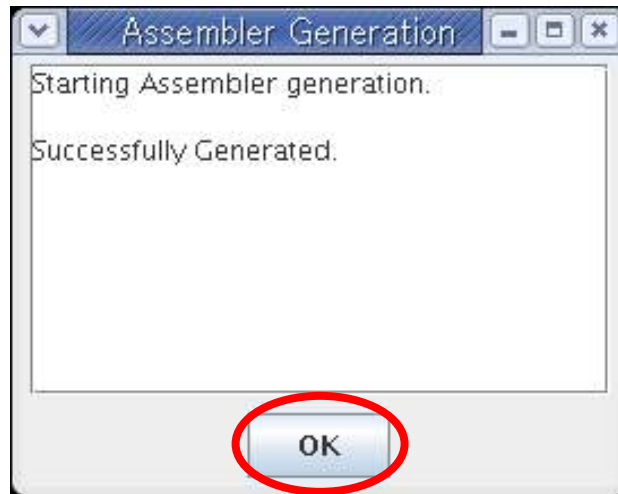 Assembler Generation
Starting Assembler generation.
Successfully Generated.
OK